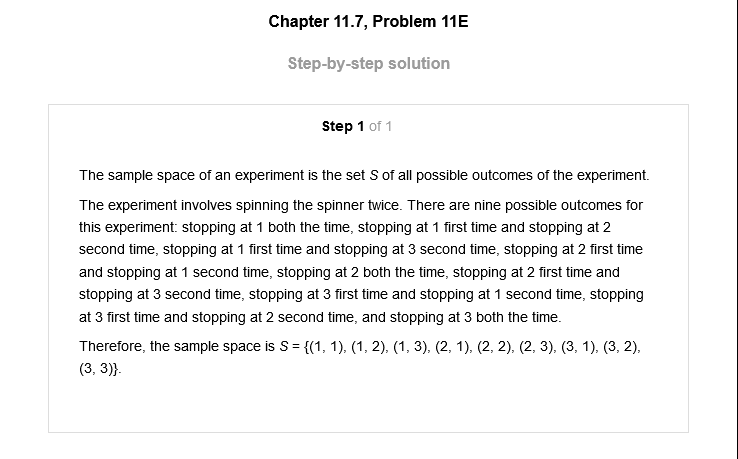 Chapter 11.7, Problem 11E
Step-by-step solution
Step 1 of 1
The sample space of an experiment is the set S of all possible outcomes of the experiment.
The experiment involves spinning the spinner twice. There are nine possible outcomes for
this experiment: stopping at 1 both the time, stopping at 1 first time and stopping at 2
second time, stopping at 1 first time and stopping at 3 second time, stopping at 2 first time
and stopping at 1 second time, stopping at 2 both the time, stopping at 2 first time and
stopping at 3 second time, stopping at 3 first time and stopping at 1 second time, stopping
at 3 first time and stopping at 2 second time, and stopping at 3 both the time.
Therefore, the sample space is S = {(1, 1), (1, 2), (1, 3), (2, 1), (2, 2), (2, 3), (3, 1), (3, 2),
(3, 3)}.